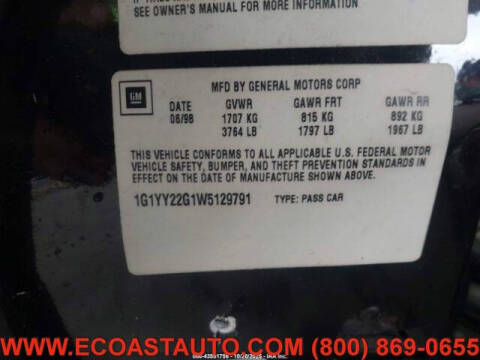 SEE OWNER'S MANUAL FOR MORE INFORMATION
GM
MFD BY GENERAL MOTORS CORP
DATE GVWR GAWR FRT GAWR RR
06/98 1707 KG 815 KG 892 KG
3764 LB 1797 LB 1967 LB
THIS VEHICLE CONFORMS TO ALL APPLICABLE U.S. FEDERAL MOTOR
VEHICLE SAFETY, BUMPER, AND THEFT PREVENTION STANDARDS IN
EFFECT ON THE DATE OF MANUFACTURE SHOWN ABOVE.
1G1YY22G1W5129791 TYPE: PASS CAR
WWW.ECOASTAUTO.COM (800) 869-0655